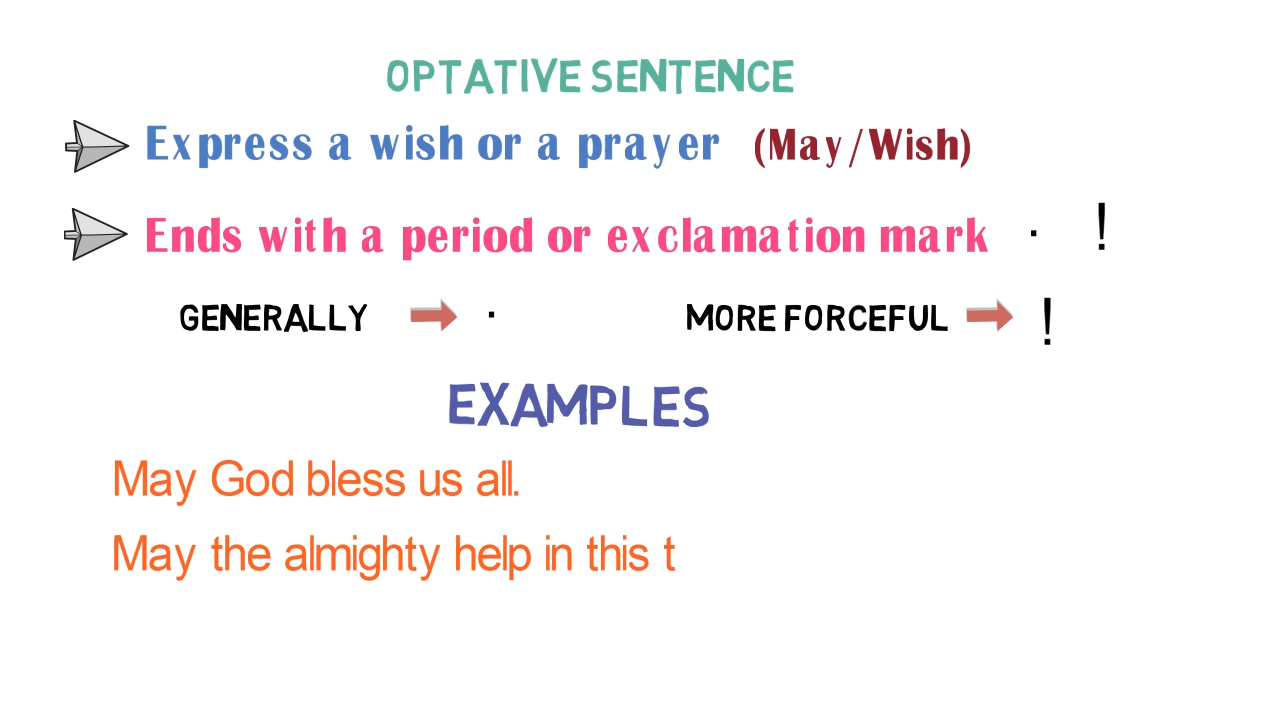 OPTATIVE SENTENCE
Express a wish or a prayer (May/Wish)
Ends with a period or exclamation mark . !
GENERALLY . MORE FORCEFUL !
EXAMPLES
May God bless us all.
May the almighty help in this t